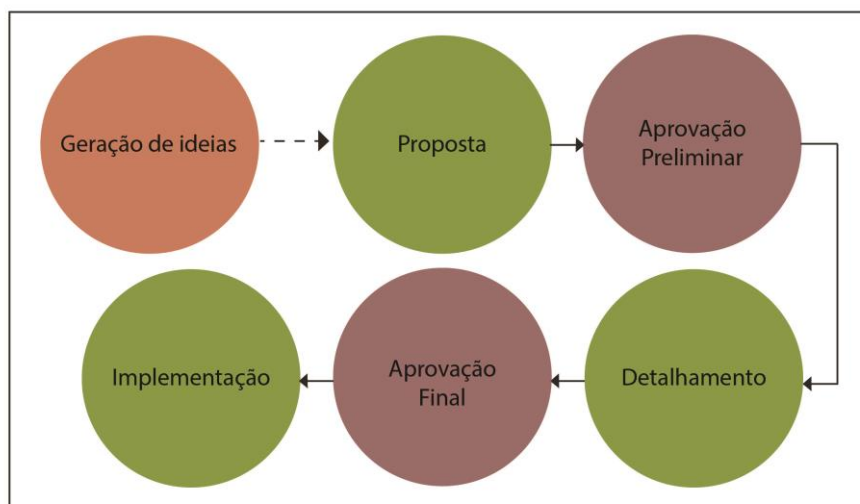 Geração de ideias
Proposta
Aprovação
Preliminar
Detalhamento
Aprovação
Final
Implementação